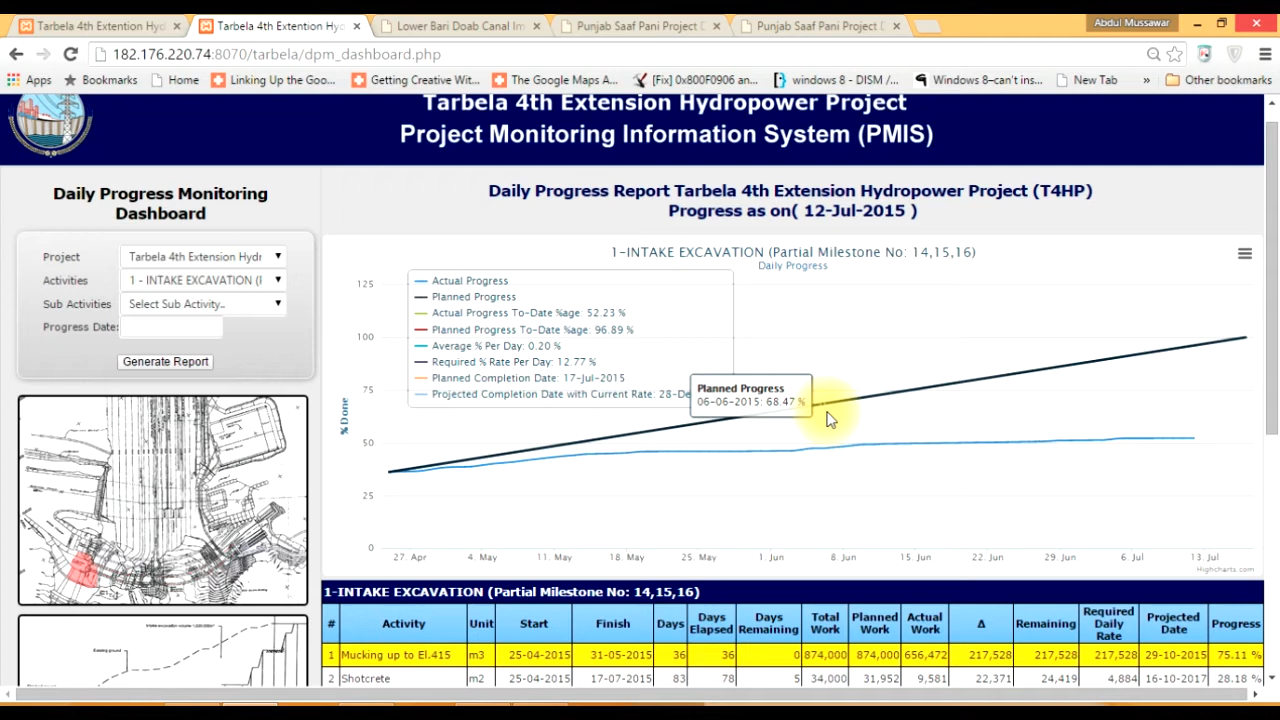 Tarbela 4th Extention Hyd
Tarbela 4th Extention Hyd
Lower Bari Doab Canal Im
Punjab Saaf Pani Project D
Punjab Saaf Pani Project D
Abdul Mussawar
182.176.220.74:8070/tarbela/dpm_dashboard.php
Apps
Bookmarks
Home
Linking Up the Goo...
Getting Creative Wit...
The Google Maps A...
[Fix] 0x800F0906 an...
windows 8 - DISM /...
Windows 8–can't ins...
New Tab
»
Other bookmarks
Tarbela 4th Extension Hydropower Project
Project Monitoring Information System (PMIS)
Daily Progress Monitoring
Dashboard
Project Tarbela 4th Extension Hydr
Activities 1 - INTAKE EXCAVATION (
Sub Activities Select Sub Activity..
Progress Date:
Generate Report
Daily Progress Report Tarbela 4th Extension Hydropower Project (T4HP)
Progress as on( 12-Jul-2015 )
1-INTAKE EXCAVATION (Partial Milestone No: 14,15,16)
Daily Progress
Actual Progress
Planned Progress
Actual Progress To-Date %age: 52.23 %
Planned Progress To-Date %age: 96.89 %
Average % Per Day: 0.20 %
Required % Rate Per Day: 12.77 %
Planned Completion Date: 17-Jul-2015
Projected Completion Date with Current Rate: 28-De
Planned Progress
06-06-2015: 68.47 %
% Done
125
100
75
50
25
0
27. Apr 4. May 11. May 18. May 25. May 1. Jun 8. Jun 15. Jun 22. Jun 29. Jun 6. Jul 13. Jul
Highcharts.com
1-INTAKE EXCAVATION (Partial Milestone No: 14,15,16)
# Activity Unit Start Finish Days Days Elapsed Days Remaining Total Work Planned Work Actual Work Δ Remaining Required Daily Rate Projected Date Progress
1 Mucking up to El.415 m3 25-04-2015 31-05-2015 36 36 0 874,000 874,000 656,472 217,528 217,528 217,528 29-10-2015 75.11 %
2 Shotcrete m2 25-04-2015 17-07-2015 83 78 5 34,000 31,952 9,581 22,371 24,419 4,884 16-10-2017 28.18 %